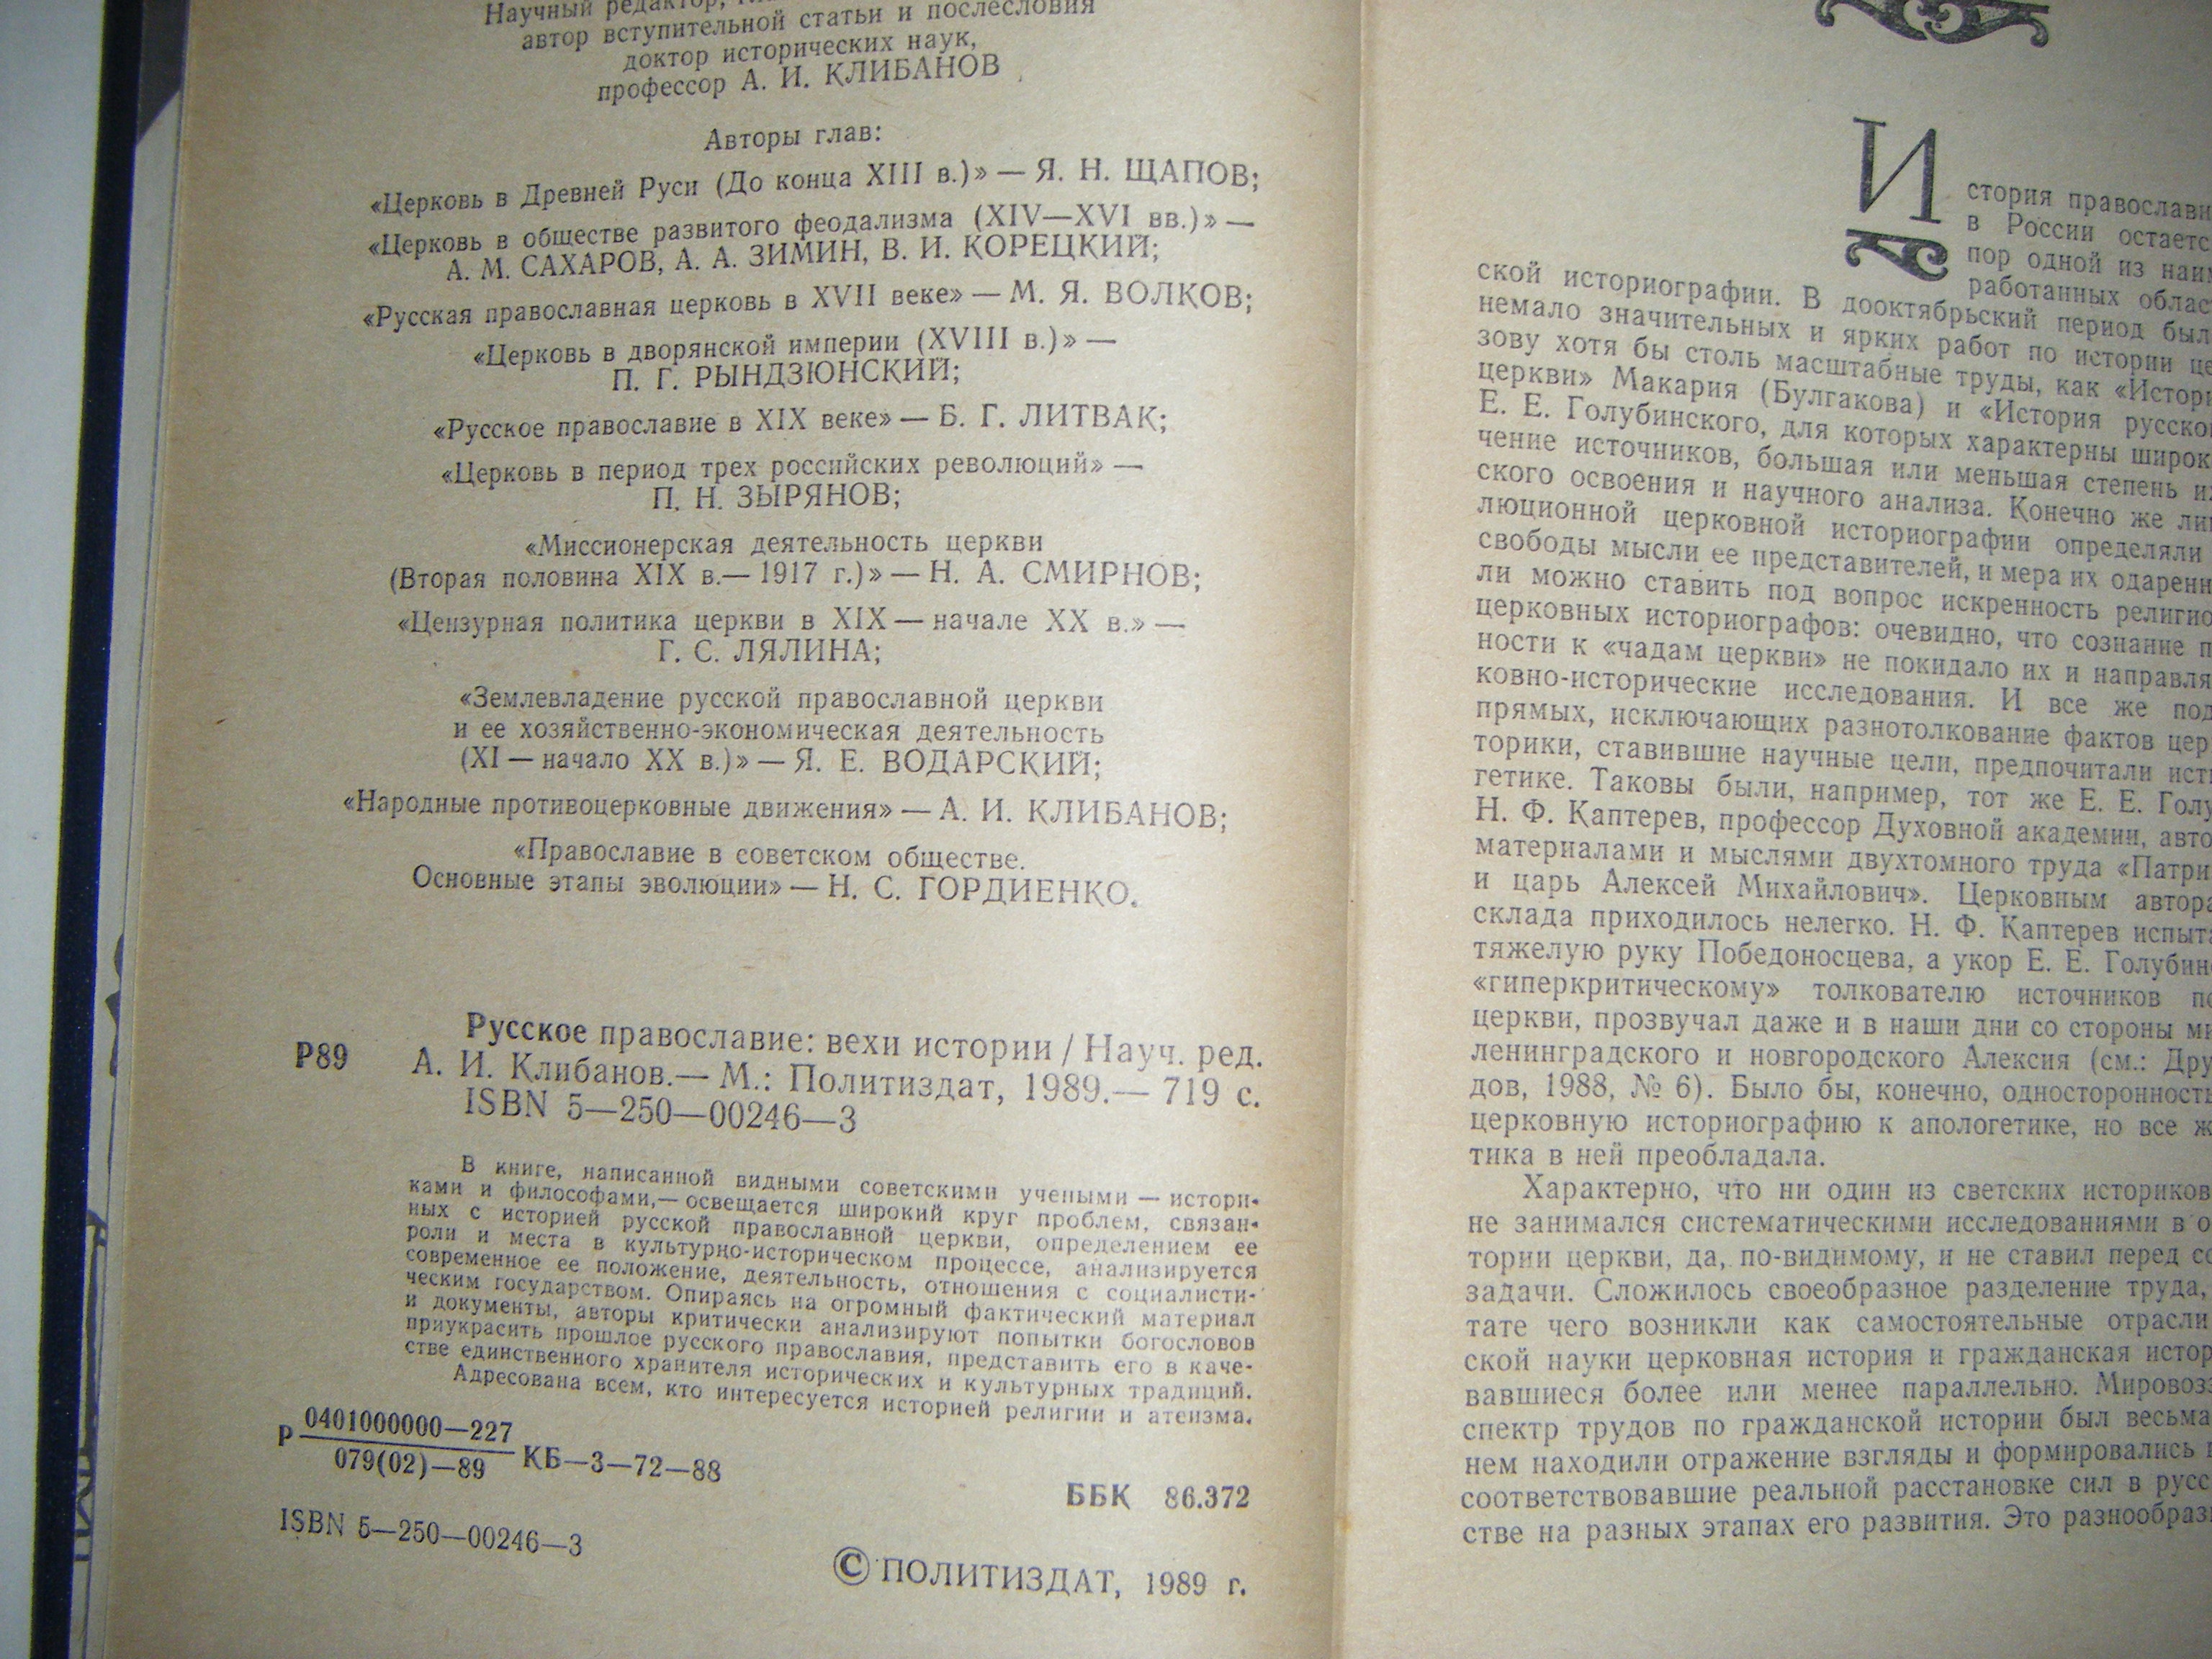 Научный редактор,
автор вступительной статьи и послесловия
доктор исторических наук,
профессор А. И. КЛИБАНОВ
Авторы глав:
«Церковь в Древней Руси (До конца XIII в.)» — Я. Н. ЩАПОВ;
«Церковь в обществе развитого феодализма (XIV—XVI вв.)» —
А. М. САХАРОВ, А. А. ЗИМИН, В. И. КОРЕЦКИЙ;
«Русская православная церковь в XVII веке» — М. Я. ВОЛКОВ;
«Церковь в дворянской империи (XVIII в.)» —
П. Г. РЫНДЗЮНСКИЙ;
«Русское православие в XIX веке» — Б. Г. ЛИТВАК;
«Церковь в период трех российских революций» —
П. Н. ЗЫРЯНОВ;
«Миссионерская деятельность церкви
(Вторая половина XIX в.— 1917 г.)» — Н. А. СМИРНОВ;
«Цензурная политика церкви в XIX — начале XX в.» —
Г. С. ЛЯЛИНА;
«Землевладение русской православной церкви
и ее хозяйственно-экономическая деятельность
(XI — начало XX в.)» — Я. Е. ВОДАРСКИЙ;
«Народные противоцерковные движения» — А. И. КЛИБАНОВ;
«Православие в советском обществе.
Основные этапы эволюции» — Н. С. ГОРДИЕНКО.
Русское православие: вехи истории / Науч. ред.
Р89 А. И. Клибанов.— М.: Политиздат, 1989.— 719 с.
ISBN 5—250—00246—3
В книге, написанной видными советскими учеными — истори-
ками и философами,— освещается широкий круг проблем, связан-
ных с историей русской православной церкви, определением ее
роли и места в культурно-историческом процессе, анализируется
современное ее положение, деятельность, отношения с социалисти-
ческим государством. Опираясь на огромный фактический материал
и документы, авторы критически анализируют попытки богословов
приукрасить прошлое русского православия, представить его в каче-
стве единственного хранителя исторических и культурных традиций.
Адресована всем, кто интересуется историей религии и атеизма.
Р 0401000000—227
079(02)—89 КБ—3—72—88
ББК 86.372
ISBN 5—250—00246—3
© ПОЛИТИЗДАТ, 1989 г.
История православи
в России остаетс
пор одной из наи
работанных облас
ской историографии. В дооктябрьский период был
немало значительных и ярких работ по истории це
зову хотя бы столь масштабные труды, как «Истори
церкви» Макария (Булгакова) и «История русско
Е. Е. Голубинского, для которых характерны широк
чение источников, большая или меньшая степень и
ского освоения и научного анализа. Конечно же ли
люционной церковной историографии определяли
свободы мысли ее представителей, и мера их одаренн
ли можно ставить под вопрос искренность религио
церковных историографов: очевидно, что сознание п
ности к «чадам церкви» не покидало их и направля
ковно-исторические исследования. И все же под
прямых, исключающих разнотолкование фактов цер
торики, ставившие научные цели, предпочитали ист
гетике. Таковы были, например, тот же Е. Е. Голу
Н. Ф. Каптерев, профессор Духовной академии, авто
материалами и мыслями двухтомного труда «Патри
и царь Алексей Михайлович». Церковным автора
склада приходилось нелегко. Н. Ф. Каптерев испыта
тяжелую руку Победоносцева, а укор Е. Е. Голубин
«гиперкритическому» толкователю источников по
церкви, прозвучал даже и в наши дни со стороны ми
ленинградского и новгородского Алексия (см.: Дру
дов, 1988, № 6). Было бы, конечно, односторонность
церковную историографию к апологетике, но все ж
тика в ней преобладала.
Характерно, что ни один из светских историков
не занимался систематическими исследованиями в о
тории церкви, да, по-видимому, и не ставил перед со
задачи. Сложилось своеобразное разделение труда,
тате чего возникли как самостоятельные отрасли
ской науки церковная история и гражданская истор
вавшиеся более или менее параллельно. Мировозз
спектр трудов по гражданской истории был весьма
нем находили отражение взгляды и формировались
соответствовавшие реальной расстановке сил в русс
стве на разных этапах его развития. Это разнообрази